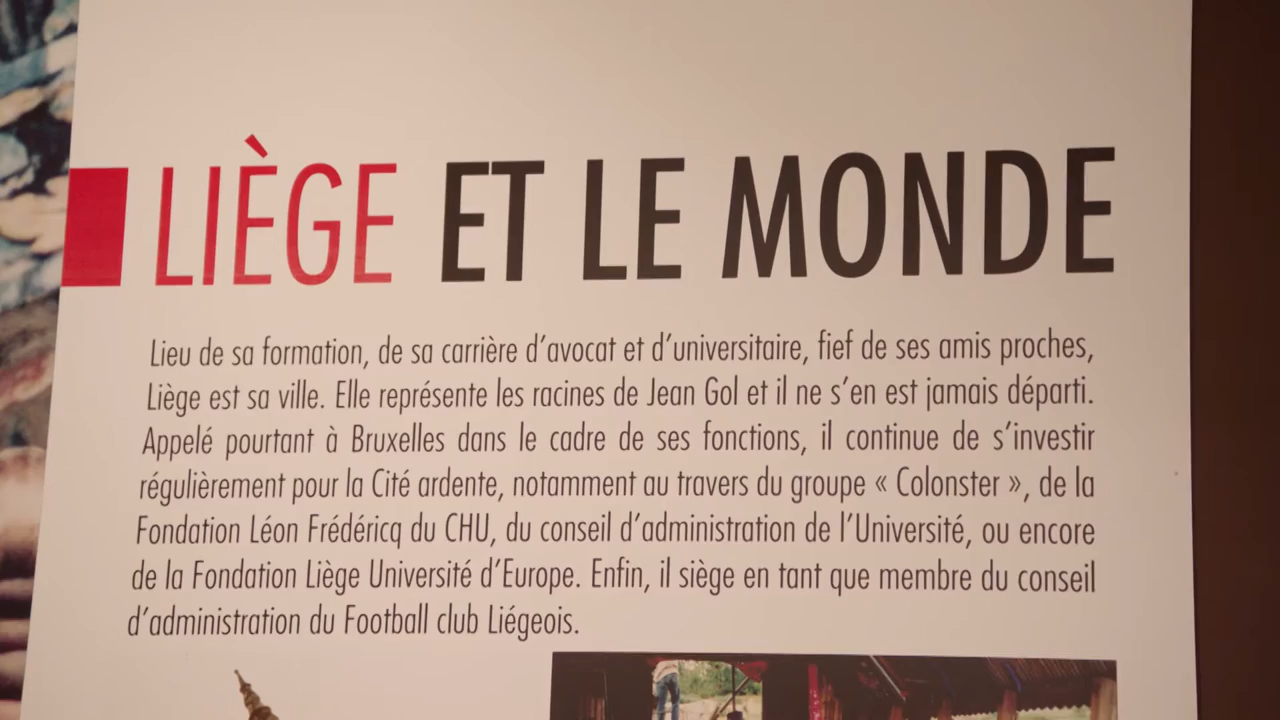 LIÈGE ET LE MONDE
Lieu de sa formation, de sa carrière d'avocat et d'universitaire, fief de ses amis proches,
Liège est sa ville. Elle représente les racines de Jean Gol et il ne s'en est jamais départi.
Appelé pourtant à Bruxelles dans le cadre de ses fonctions, il continue de s'investir
régulièrement pour la Cité ardente, notamment au travers du groupe « Colonster », de la
Fondation Léon Frédéricq du CHU, du conseil d'administration de l'Université, ou encore
de la Fondation Liège Université d'Europe. Enfin, il siège en tant que membre du conseil
d'administration du Football club Liégeois.